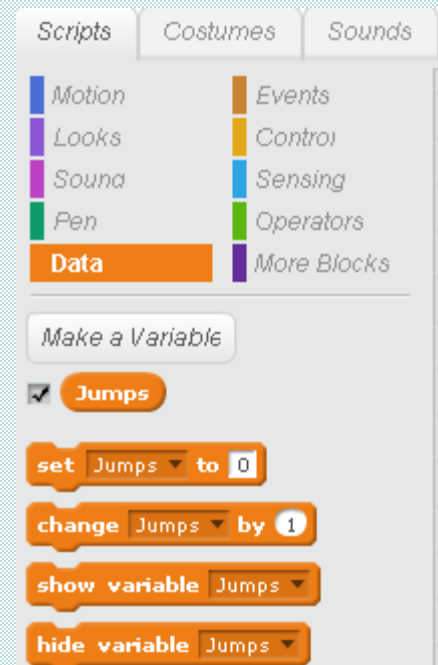 Scripts Costumes Sounds
Motion Events
Looks Control
Sound Sensing
Pen Operators
Data More Blocks
Make a Variable
Jumps
set Jumps to 0
change Jumps by 1
show variable Jumps
hide variable Jumps